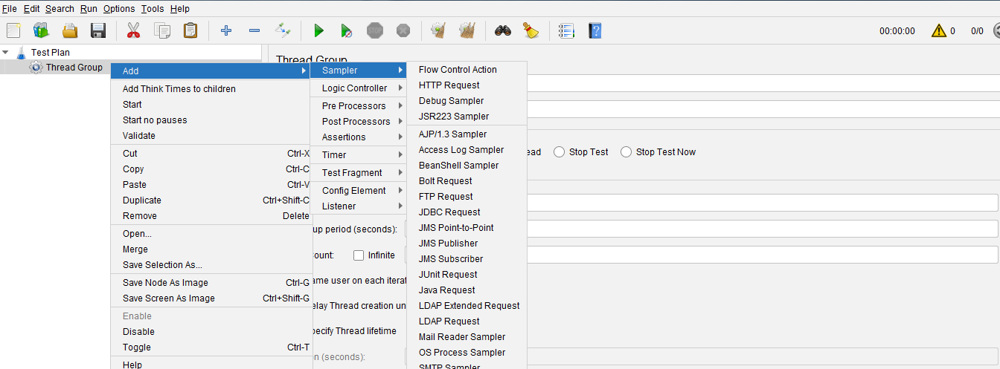 File Edit Search Run Options Tools Help
STOP
00:00:00 0 0/0
Test Plan
Thread Group
Thread Group
Add
Add Think Times to children
Start
Start no pauses
Validate
Cut Ctrl-X
Copy Ctrl-C
Paste Ctrl-V
Duplicate Ctrl+Shift-C
Remove Delete
Open...
Merge
Save Selection As...
Save Node As Image Ctrl-G
Save Screen As Image Ctrl+Shift-G
Enable
Disable
Toggle Ctrl-T
Help
Sampler
Logic Controller
Pre Processors
Post Processors
Assertions
Timer
Test Fragment
Config Element
Listener
Flow Control Action
HTTP Request
Debug Sampler
JSR223 Sampler
AJP/1.3 Sampler
Access Log Sampler
BeanShell Sampler
Bolt Request
FTP Request
JDBC Request
JMS Point-to-Point
JMS Publisher
JMS Subscriber
JUnit Request
Java Request
LDAP Extended Request
LDAP Request
Mail Reader Sampler
OS Process Sampler
SMTP Sampler
ead Stop Test Stop Test Now
up period (seconds):
ount: Infinite
ame user on each iterat
elay Thread creation un
pecify Thread lifetime
on (seconds):